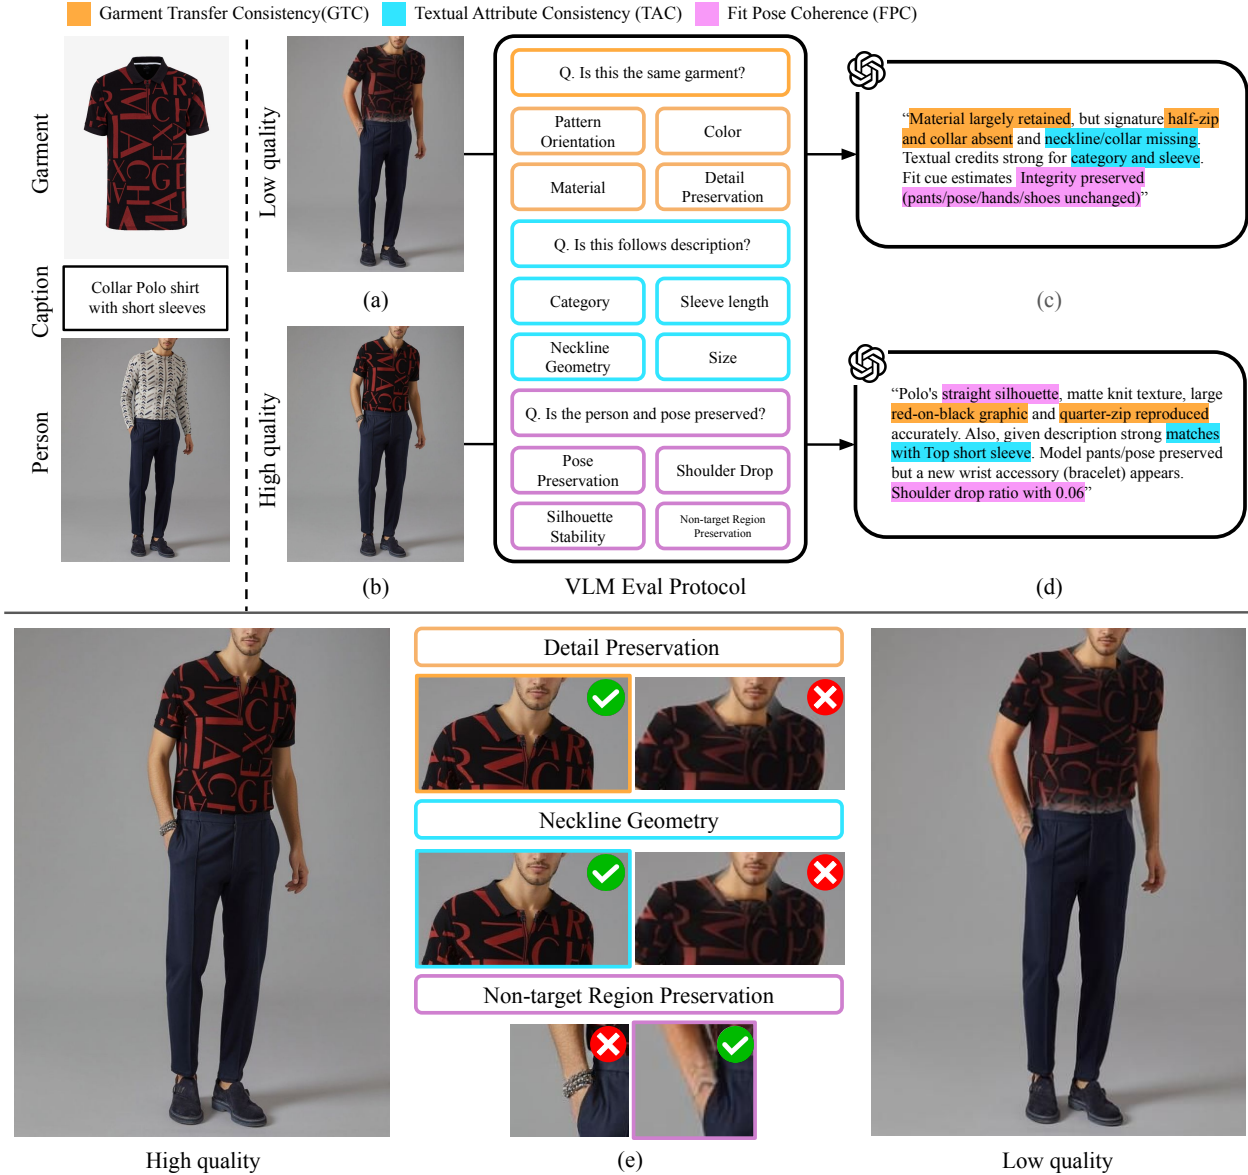 Garment Transfer Consistency(GTC)
Textual Attribute Consistency (TAC)
Fit Pose Coherence (FPC)
Garment
Caption
Collar Polo shirt
with short sleeves
Person
Low quality
(a)
High quality
(b)
Q. Is this the same garment?
Pattern
Orientation
Color
Material
Detail
Preservation
Q. Is this follows description?
Category
Sleeve length
Neckline
Geometry
Size
Q. Is the person and pose preserved?
Pose
Preservation
Shoulder Drop
Silhouette
Stability
Non-target Region
Preservation
VLM Eval Protocol
“Material largely retained, but signature half-zip
and collar absent and neckline/collar missing.
Textual credits strong for category and sleeve.
Fit cue estimates Integrity preserved
(pants/pose/hands/shoes unchanged)”
(c)
“Polo's straight silhouette, matte knit texture, large
red-on-black graphic and quarter-zip reproduced
accurately. Also, given description strong matches
with Top short sleeve. Model pants/pose preserved
but a new wrist accessory (bracelet) appears.
Shoulder drop ratio with 0.06”
(d)
Detail Preservation
Neckline Geometry
Non-target Region Preservation
High quality
(e)
Low quality